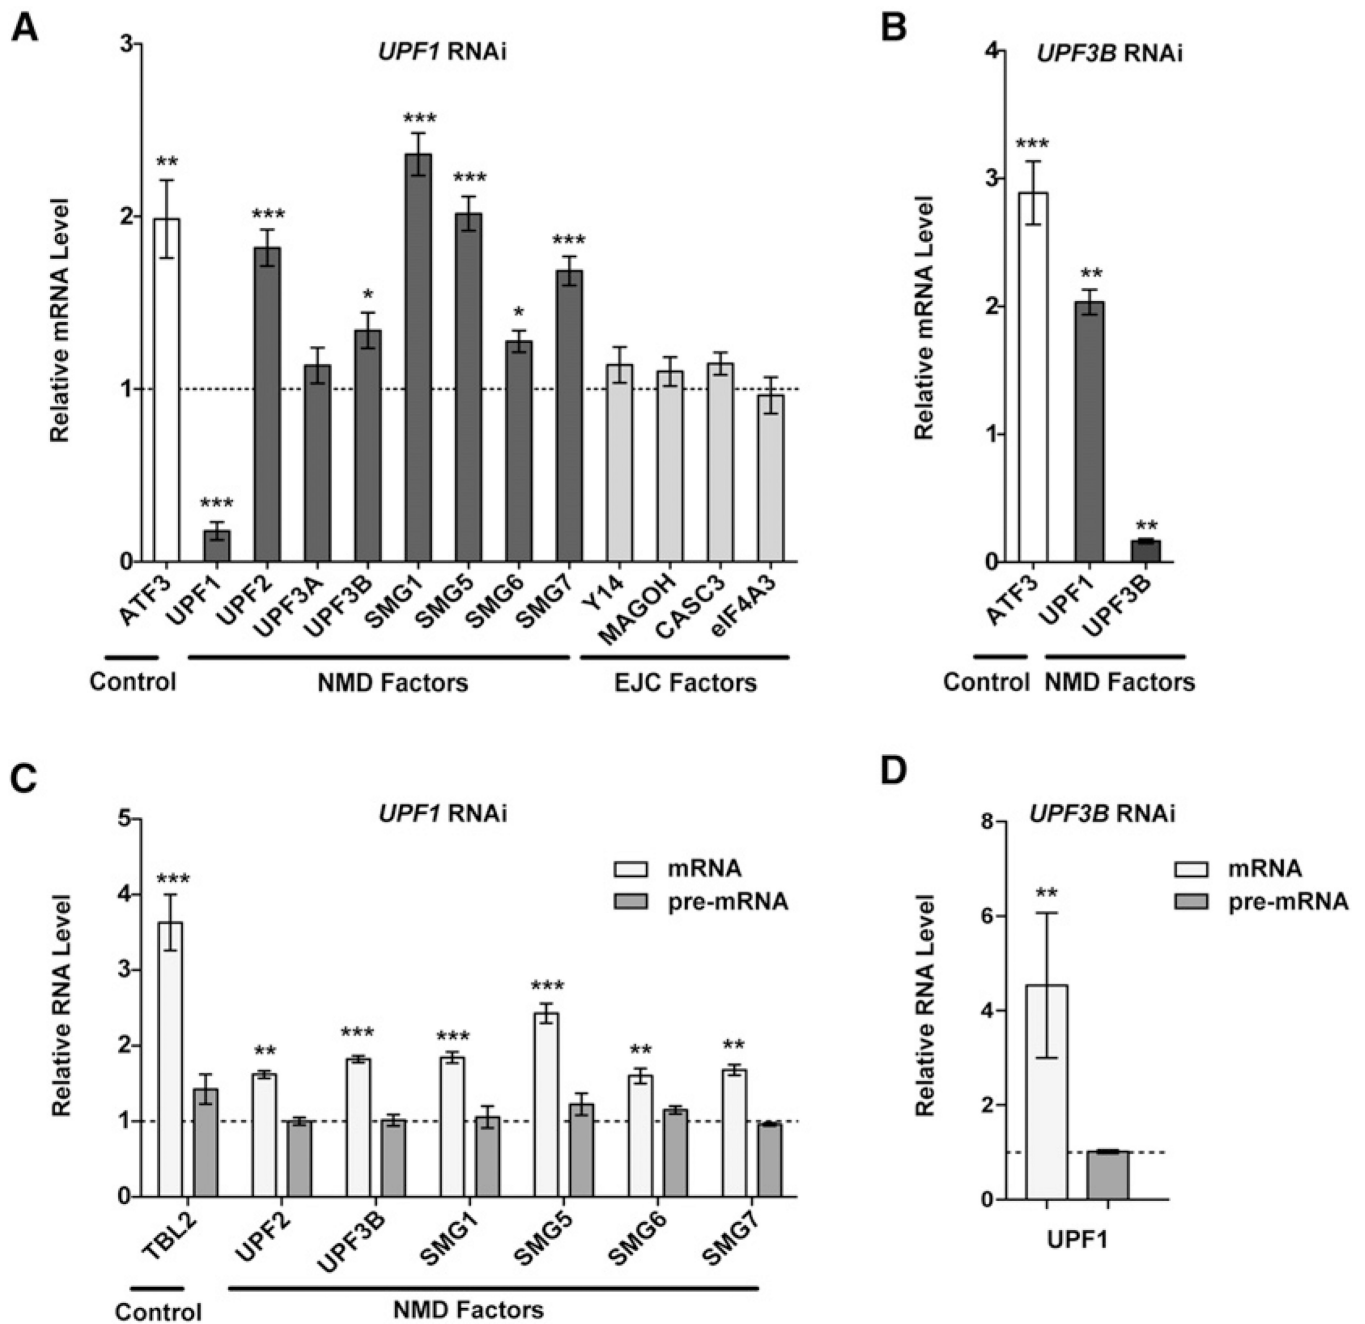 A
UPF1 RNAi
Relative mRNA Level
3
2
1
0
**
***
***
*
***
***
*
***
ATF3
UPF1
UPF2
UPF3A
UPF3B
SMG1
SMG5
SMG6
SMG7
Y14
MAGOH
CASC3
eIF4A3
Control
NMD Factors
EJC Factors
B
UPF3B RNAi
Relative mRNA Level
4
3
2
1
0
***
**
**
ATF3
UPF1
UPF3B
Control
NMD Factors
C
UPF1 RNAi
Relative RNA Level
5
4
3
2
1
0
mRNA
pre-mRNA
***
**
***
***
***
**
**
TBL2
UPF2
UPF3B
SMG1
SMG5
SMG6
SMG7
Control
NMD Factors
D
UPF3B RNAi
Relative RNA Level
8
6
4
2
0
mRNA
pre-mRNA
**
UPF1